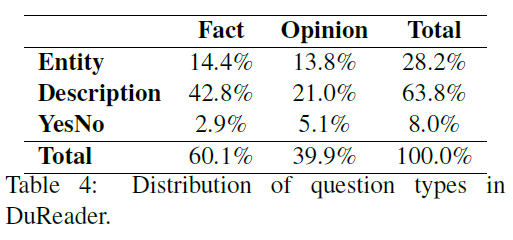 Fact Opinion Total
Entity 14.4% 13.8% 28.2%
Description 42.8% 21.0% 63.8%
YesNo 2.9% 5.1% 8.0%
Total 60.1% 39.9% 100.0%
Table 4: Distribution of question types in
DuReader.